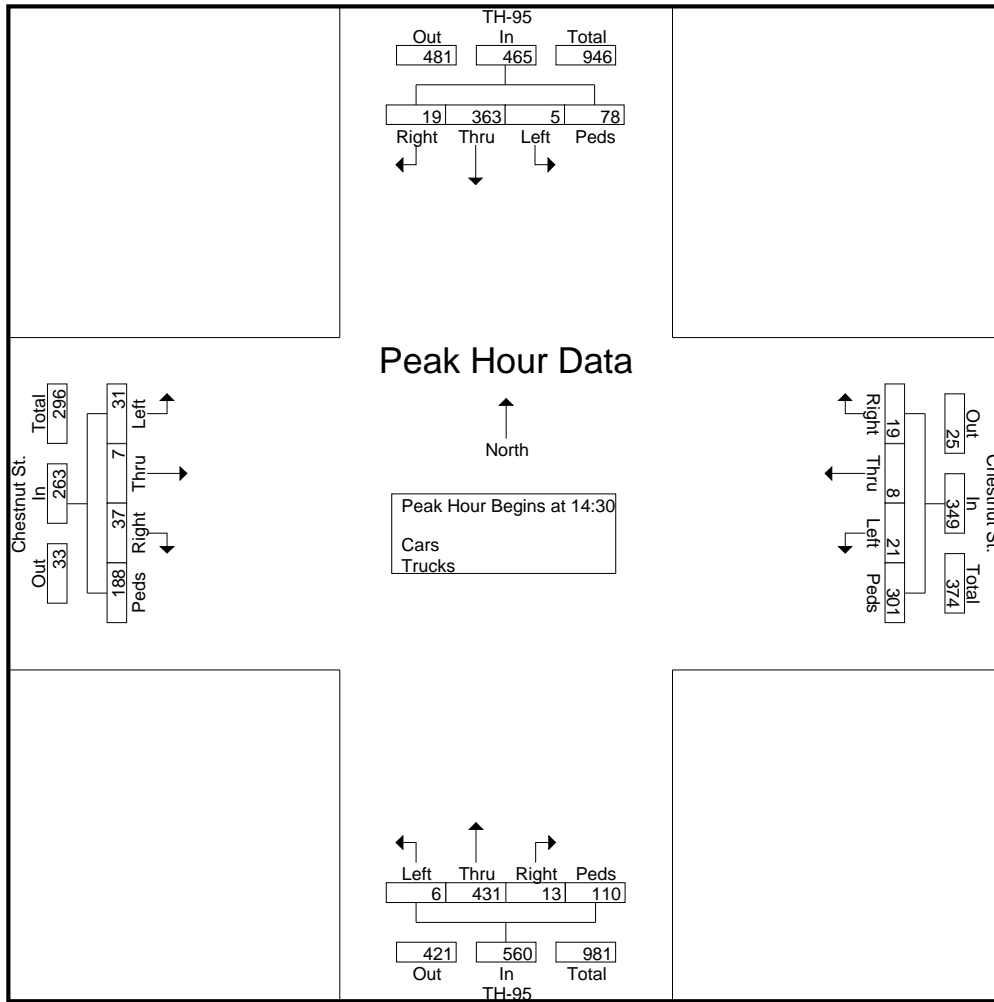 TH-95
Out In Total
481 465 946
19 363 5 78
Right Thru Left Peds
Peak Hour Data
North
Peak Hour Begins at 14:30
Cars
Trucks
Chestnut St.
Total In Out
296 263 33
31 7 37 188
Left Thru Right Peds
Chestnut St.
Out In Total
25 349 374
19 8 21 301
Right Thru Left Peds
Left Thru Right Peds
6 431 13 110
421 560 981
Out In Total
TH-95